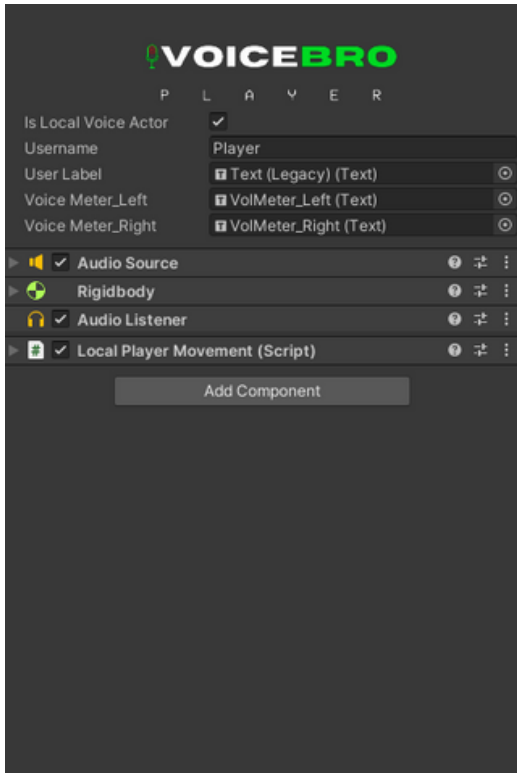 VOICEBRO
P L A Y E R
Is Local Voice Actor
Username Player
User Label Text (Legacy) (Text)
Voice Meter_Left VolMeter_Left (Text)
Voice Meter_Right VolMeter_Right (Text)
Audio Source
Rigidbody
Audio Listener
# Local Player Movement (Script)
Add Component